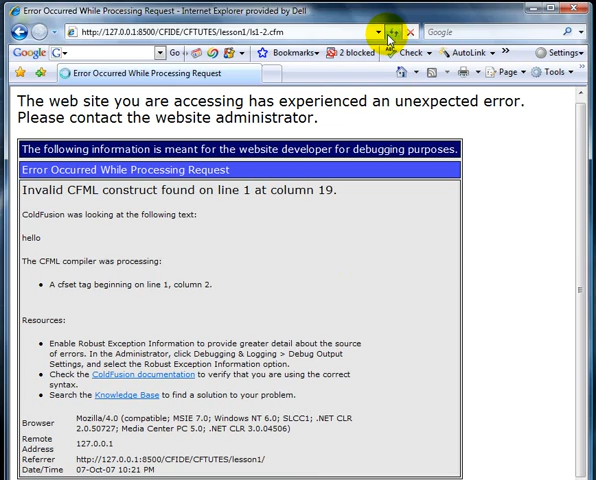 Error Occurred While Processing Request - Internet Explorer provided by Dell
http://127.0.0.1:8500/CFIDE/CFTUTES/lesson1/ls1-2.cfm
Google
Google G Go Bookmarks 2 blocked Check AutoLink » Settings
Error Occurred While Processing Request Page Tools »
The web site you are accessing has experienced an unexpected error.
Please contact the website administrator.
The following information is meant for the website developer for debugging purposes.
Error Occurred While Processing Request
Invalid CFML construct found on line 1 at column 19.
ColdFusion was looking at the following text:
hello
The CFML compiler was processing:
• A cfset tag beginning on line 1, column 2.
Resources:
• Enable Robust Exception Information to provide greater detail about the source
of errors. In the Administrator, click Debugging & Logging > Debug Output
Settings, and select the Robust Exception Information option.
• Check the ColdFusion documentation to verify that you are using the correct
syntax.
• Search the Knowledge Base to find a solution to your problem.
Browser Mozilla/4.0 (compatible; MSIE 7.0; Windows NT 6.0; SLCC1; .NET CLR
2.0.50727; Media Center PC 5.0; .NET CLR 3.0.04506)
Remote
Address 127.0.0.1
Referrer http://127.0.0.1:8500/CFIDE/CFTUTES/lesson1/
Date/Time 07-Oct-07 10:21 PM